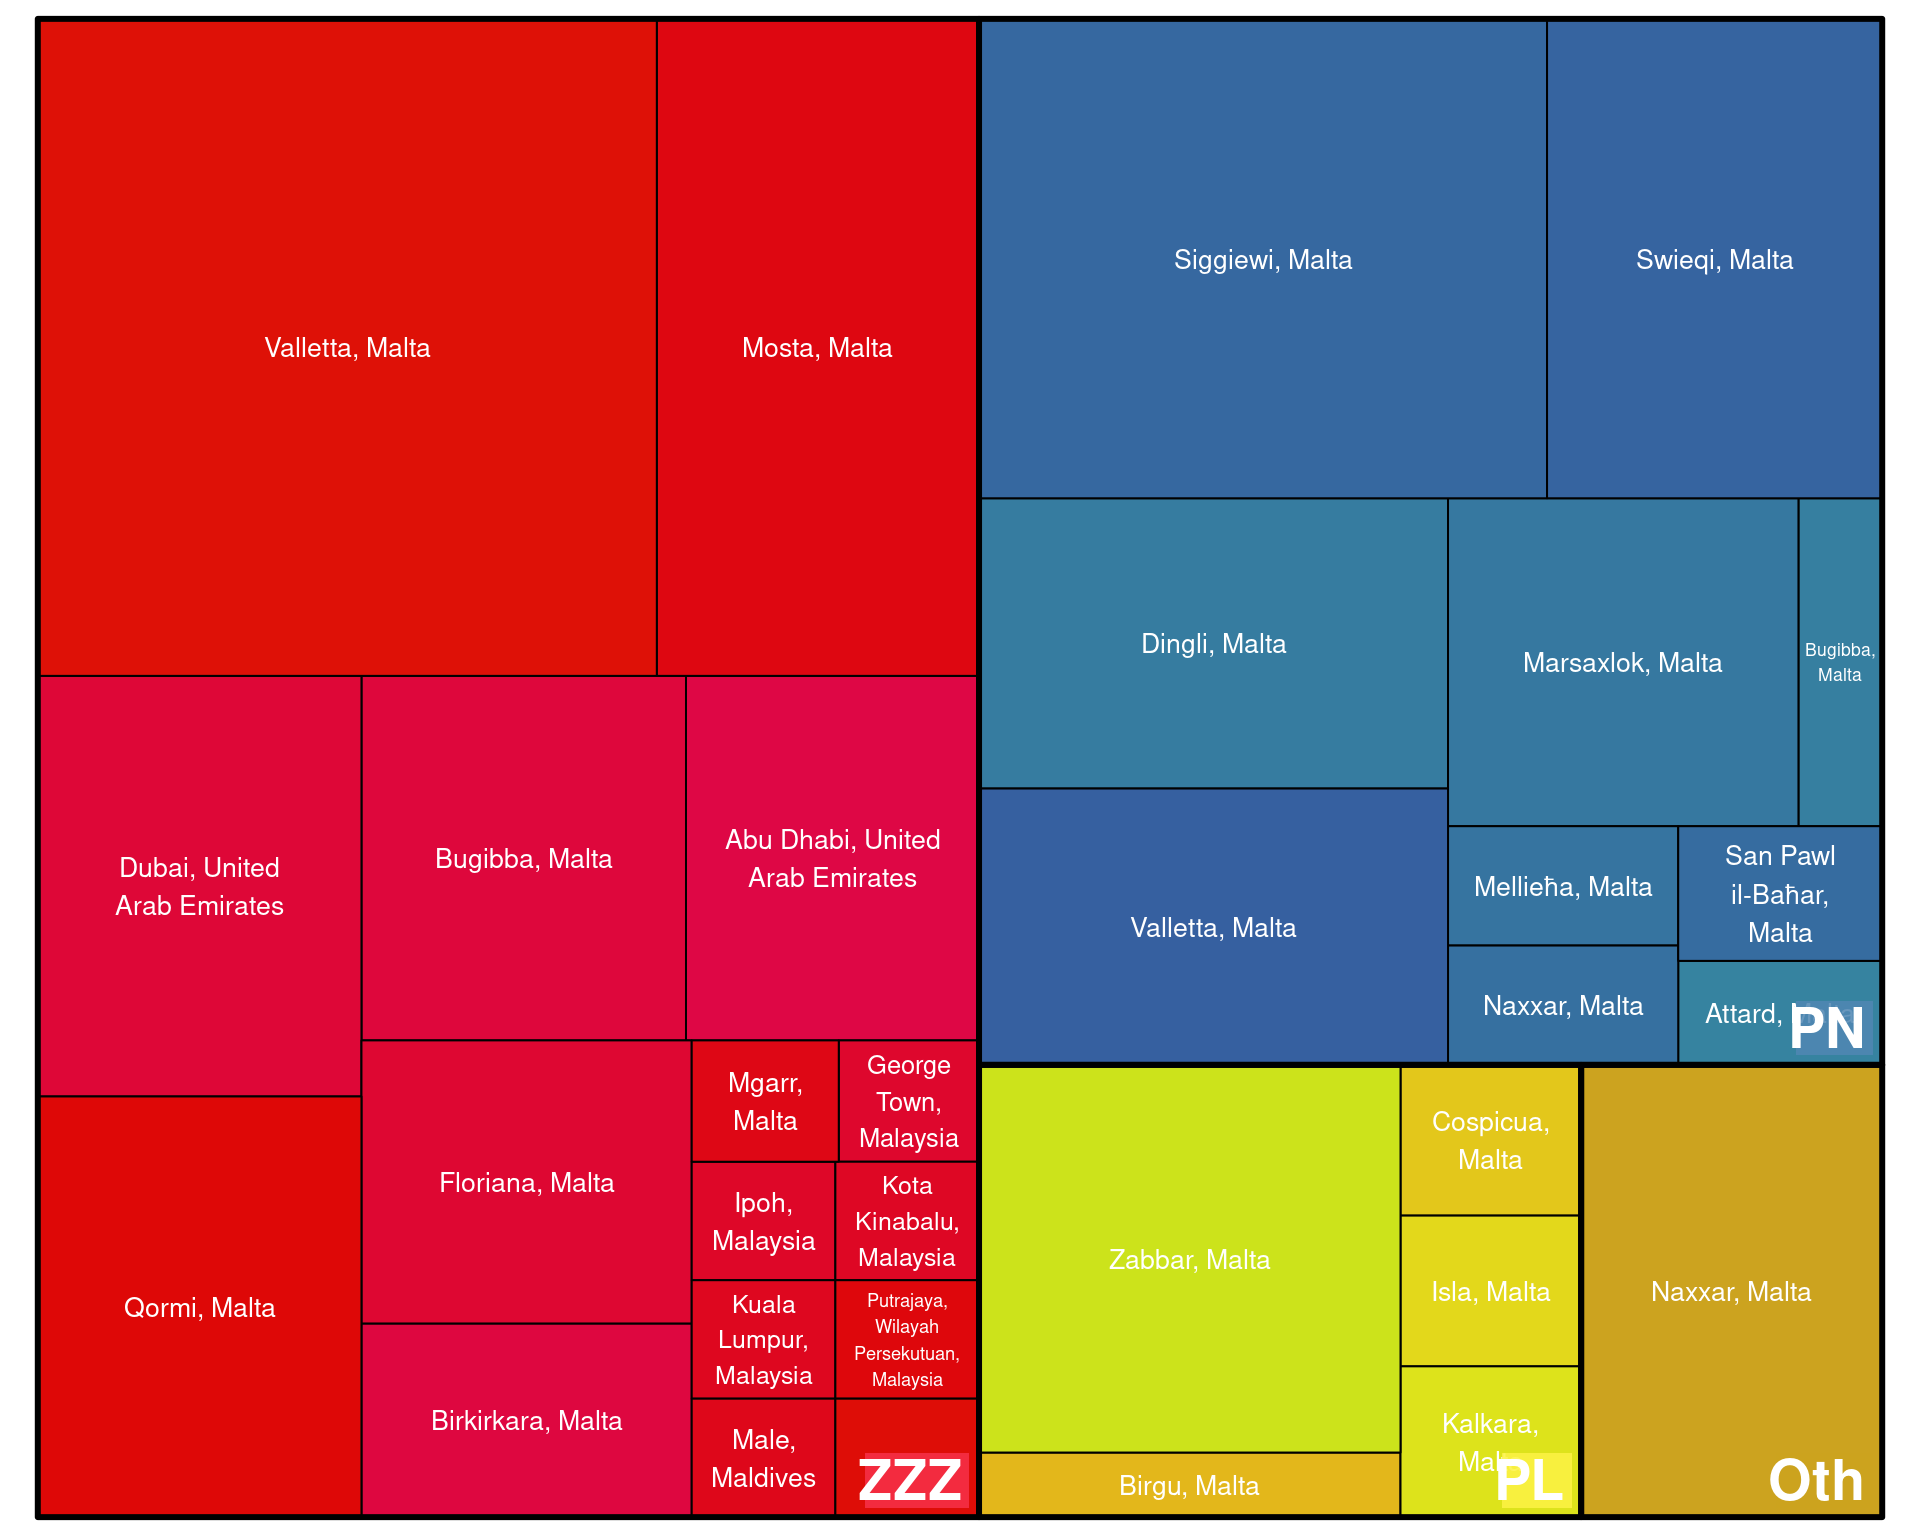 Valletta, Malta
Mosta, Malta
Dubai, United
Arab Emirates
Bugibba, Malta
Abu Dhabi, United
Arab Emirates
Qormi, Malta
Floriana, Malta
Birkirkara, Malta
Mgarr,
Malta
George
Town,
Malaysia
Ipoh,
Malaysia
Kota
Kinabalu,
Malaysia
Kuala
Lumpur,
Malaysia
Putrajaya,
Wilayah
Persekutuan,
Malaysia
Male,
Maldives
ZZZ
Siggiewi, Malta
Swieqi, Malta
Dingli, Malta
Marsaxlok, Malta
Bugibba,
Malta
Valletta, Malta
Mellieħa, Malta
San Pawl
il-Baħar,
Malta
Naxxar, Malta
Attard,
PN
Zabbar, Malta
Cospicua,
Malta
Isla, Malta
Kalkara,
Birgu, Malta
PL
Naxxar, Malta
Oth